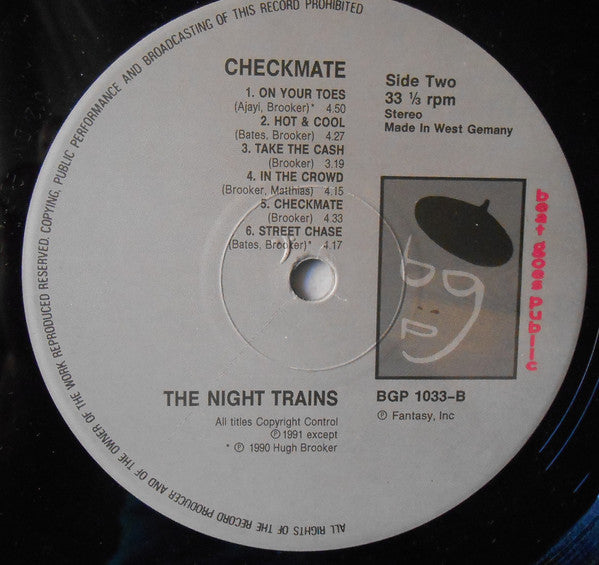 ALL RIGHTS OF THE RECORD PRODUCER AND OF THE OWNER OF THE WORK REPRODUCED RESERVED. COPYING, PUBLIC PERFORMANCE AND BROADCASTING OF THIS RECORD PROHIBITED
CHECKMATE
1. ON YOUR TOES
(Ajayi, Brooker)* 4.50
2. HOT & COOL
(Bates, Brooker) 4.27
3. TAKE THE CASH
(Brooker) 3.19
4. IN THE CROWD
(Brooker, Matthias) 4.15
5. CHECKMATE
(Brooker) 4.33
6. STREET CHASE
(Bates, Brooker)* 4.17
Side Two
33 ⅓ rpm
Stereo
Made In West Gemany
bgp
beat goes public
THE NIGHT TRAINS
All titles Copyright Control
℗ 1991 except
* ℗ 1990 Hugh Brooker
BGP 1033-B
℗ Fantasy, Inc